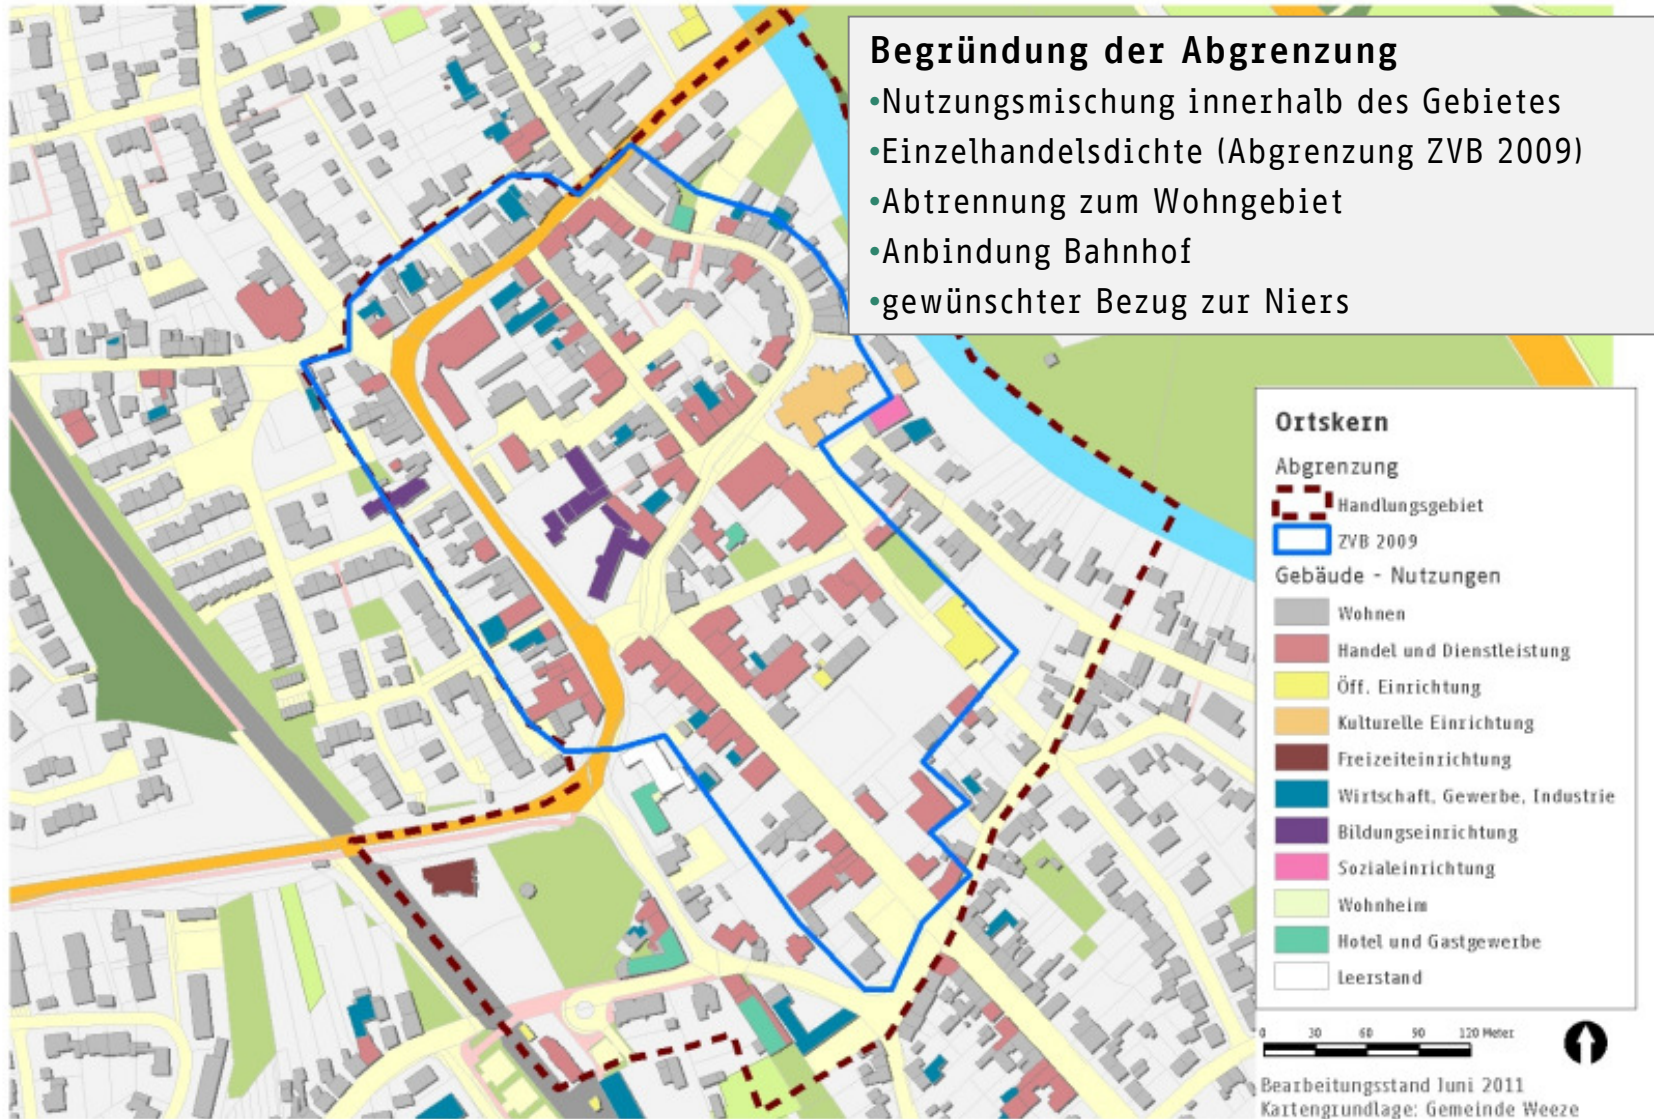 Begründung der Abgrenzung
•Nutzungsmischung innerhalb des Gebietes
•Einzelhandelsdichte (Abgrenzung ZVB 2009)
•Abtrennung zum Wohngebiet
•Anbindung Bahnhof
•gewünschter Bezug zur Niers
Ortskern
Abgrenzung
Handlungsgebiet
ZVB 2009
Gebäude - Nutzungen
Wohnen
Handel und Dienstleistung
Öff. Einrichtung
Kulturelle Einrichtung
Freizeiteinrichtung
Wirtschaft, Gewerbe, Industrie
Bildungseinrichtung
Sozialeinrichtung
Wohnheim
Hotel und Gastgewerbe
Leerstand
0 30 60 90 120 Meter
Bearbeitungsstand Juni 2011
Kartengrundlage: Gemeinde Weeze